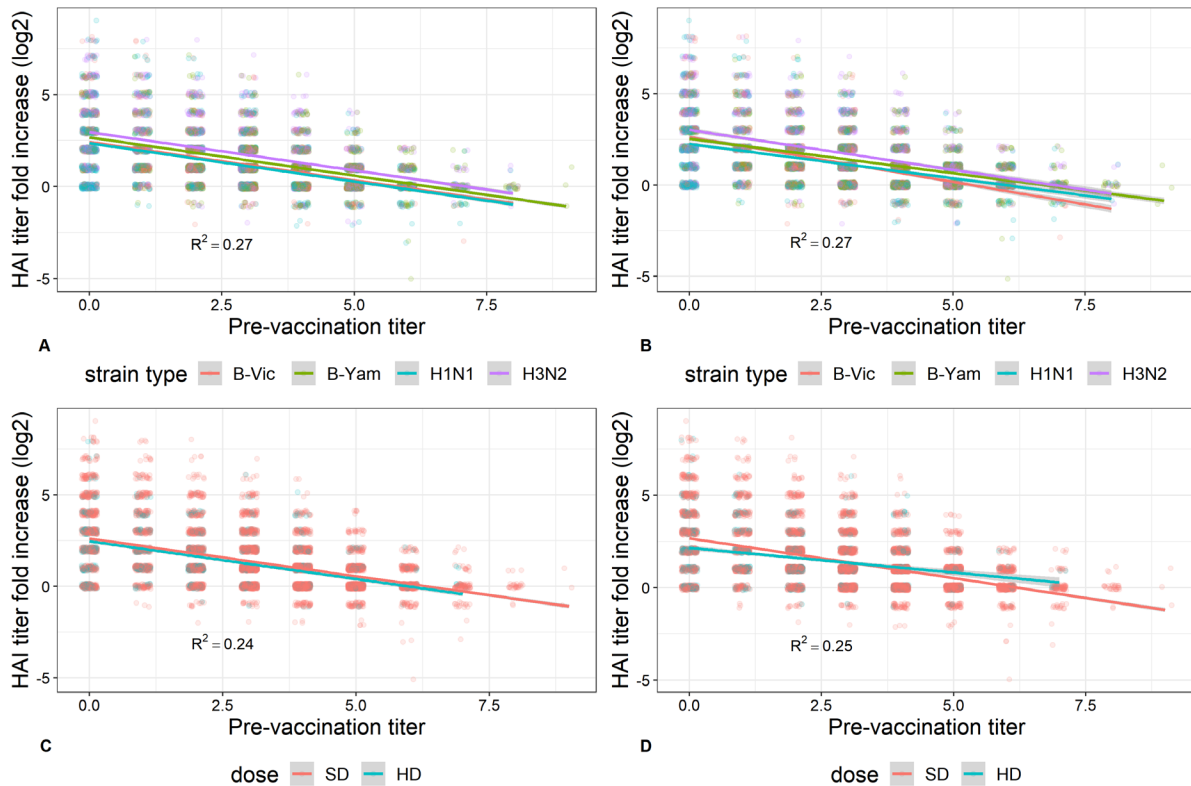 HAI titer fold increase (log2)
5
0
-5
R² = 0.27
0.0 2.5 5.0 7.5
Pre-vaccination titer
A
strain type B-Vic B-Yam H1N1 H3N2
HAI titer fold increase (log2)
5
0
-5
R² = 0.27
0.0 2.5 5.0 7.5
Pre-vaccination titer
B
strain type B-Vic B-Yam H1N1 H3N2
HAI titer fold increase (log2)
5
0
-5
R² = 0.24
0.0 2.5 5.0 7.5
Pre-vaccination titer
C
dose SD HD
HAI titer fold increase (log2)
5
0
-5
R² = 0.25
0.0 2.5 5.0 7.5
Pre-vaccination titer
D
dose SD HD